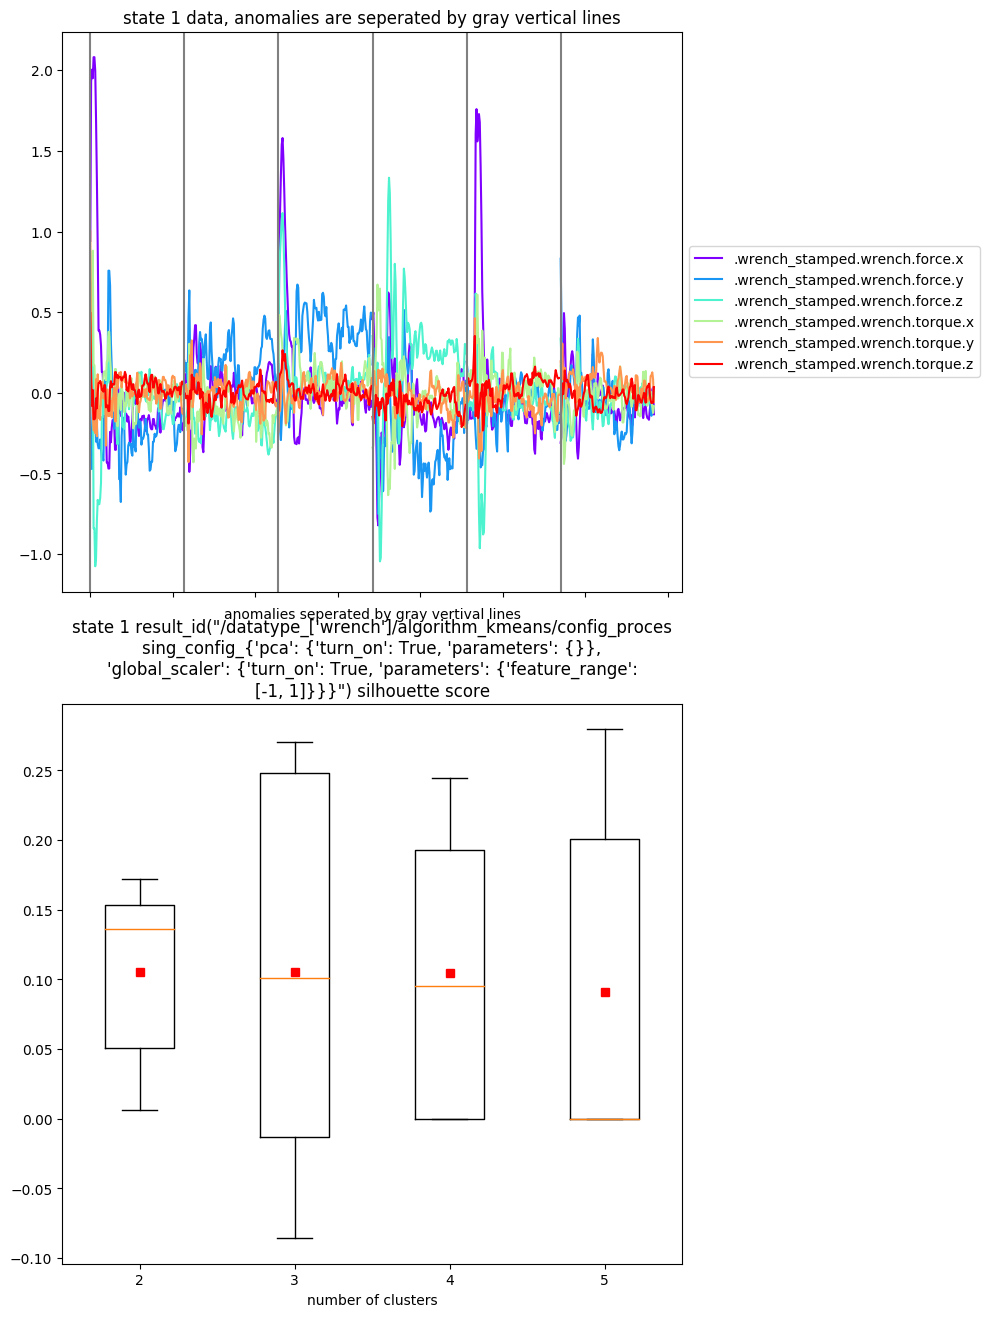 state 1 data, anomalies are seperated by gray vertical lines
2.0
1.5
1.0
0.5
0.0
−0.5
−1.0
.wrench_stamped.wrench.force.x
.wrench_stamped.wrench.force.y
.wrench_stamped.wrench.force.z
.wrench_stamped.wrench.torque.x
.wrench_stamped.wrench.torque.y
.wrench_stamped.wrench.torque.z
anomalies seperated by gray vertival lines
state 1 result_id("/datatype_['wrench']/algorithm_kmeans/config_proces
sing_config_{'pca': {'turn_on': True, 'parameters': {}},
'global_scaler': {'turn_on': True, 'parameters': {'feature_range':
[-1, 1]}}}") silhouette score
0.25
0.20
0.15
0.10
0.05
0.00
−0.05
−0.10
2 3 4 5
number of clusters